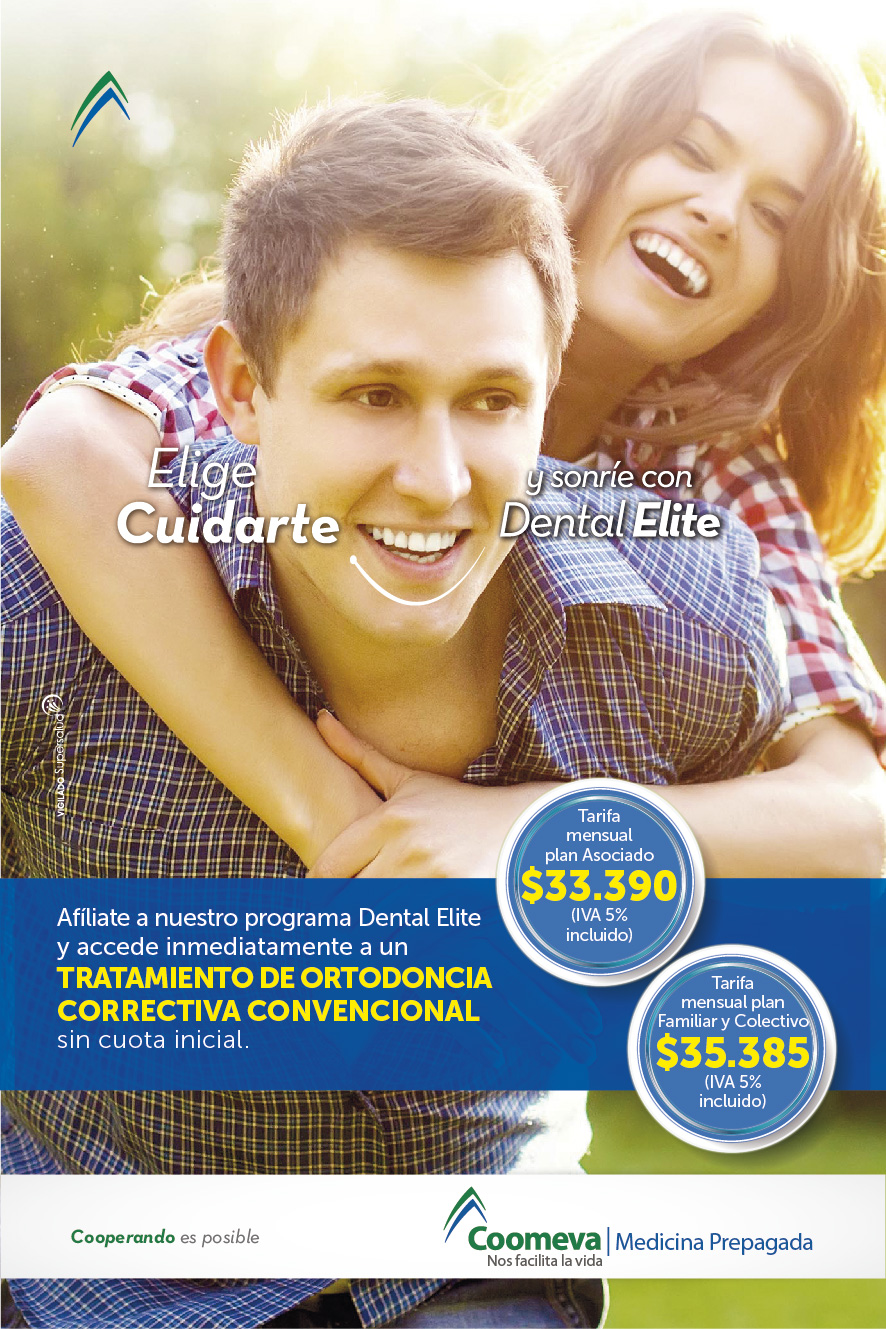 Elige
Cuidarte
y sonríe con
Dental Elite
VIGILADO Supersalud
Tarifa
mensual
plan Asociado
$33.390
(IVA 5%
incluido)
Afíliate a nuestro programa Dental Elite
y accede inmediatamente a un
TRATAMIENTO DE ORTODONCIA
CORRECTIVA CONVENCIONAL
sin cuota inicial.
Tarifa
mensual plan
Familiar y Colectivo
$35.385
(IVA 5%
incluido)
Cooperando es posible
Coomeva | Medicina Prepagada
Nos facilita la vida